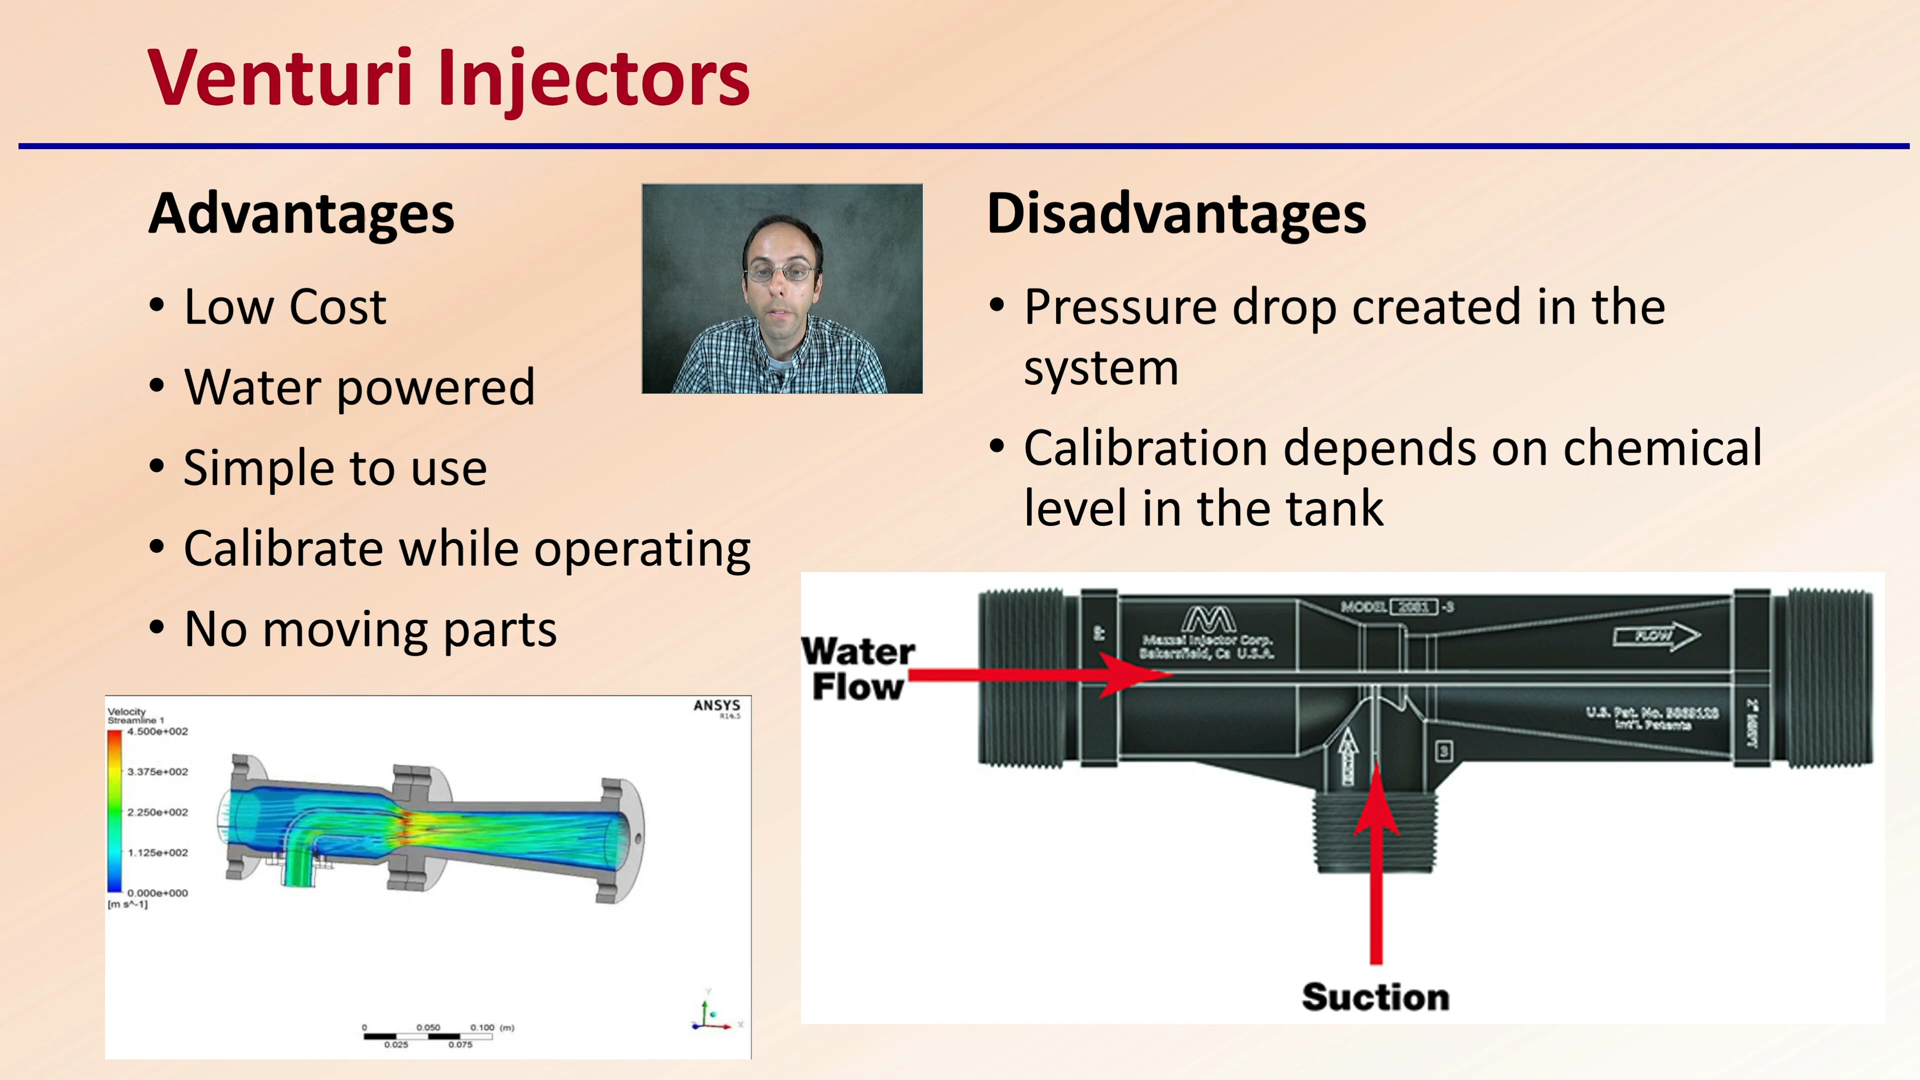 Venturi Injectors
Advantages
• Low Cost
• Water powered
• Simple to use
• Calibrate while operating
• No moving parts
Disadvantages
• Pressure drop created in the
system
• Calibration depends on chemical
level in the tank
Velocity
Streamline 1
4.500e+002
3.375e+002
2.250e+002
1.125e+002
0.000e+000
[m s^-1]
ANSYS
R14.5
0 0.050 0.100 (m)
0.025 0.075
Y
X
Water
Flow
MODEL 2081 -3
Mazzei Injector Corp.
Bakersfield, Ca U.S.A.
FLOW
U.S. Pat. No. 5863128
Int'l. Patents
3
Suction